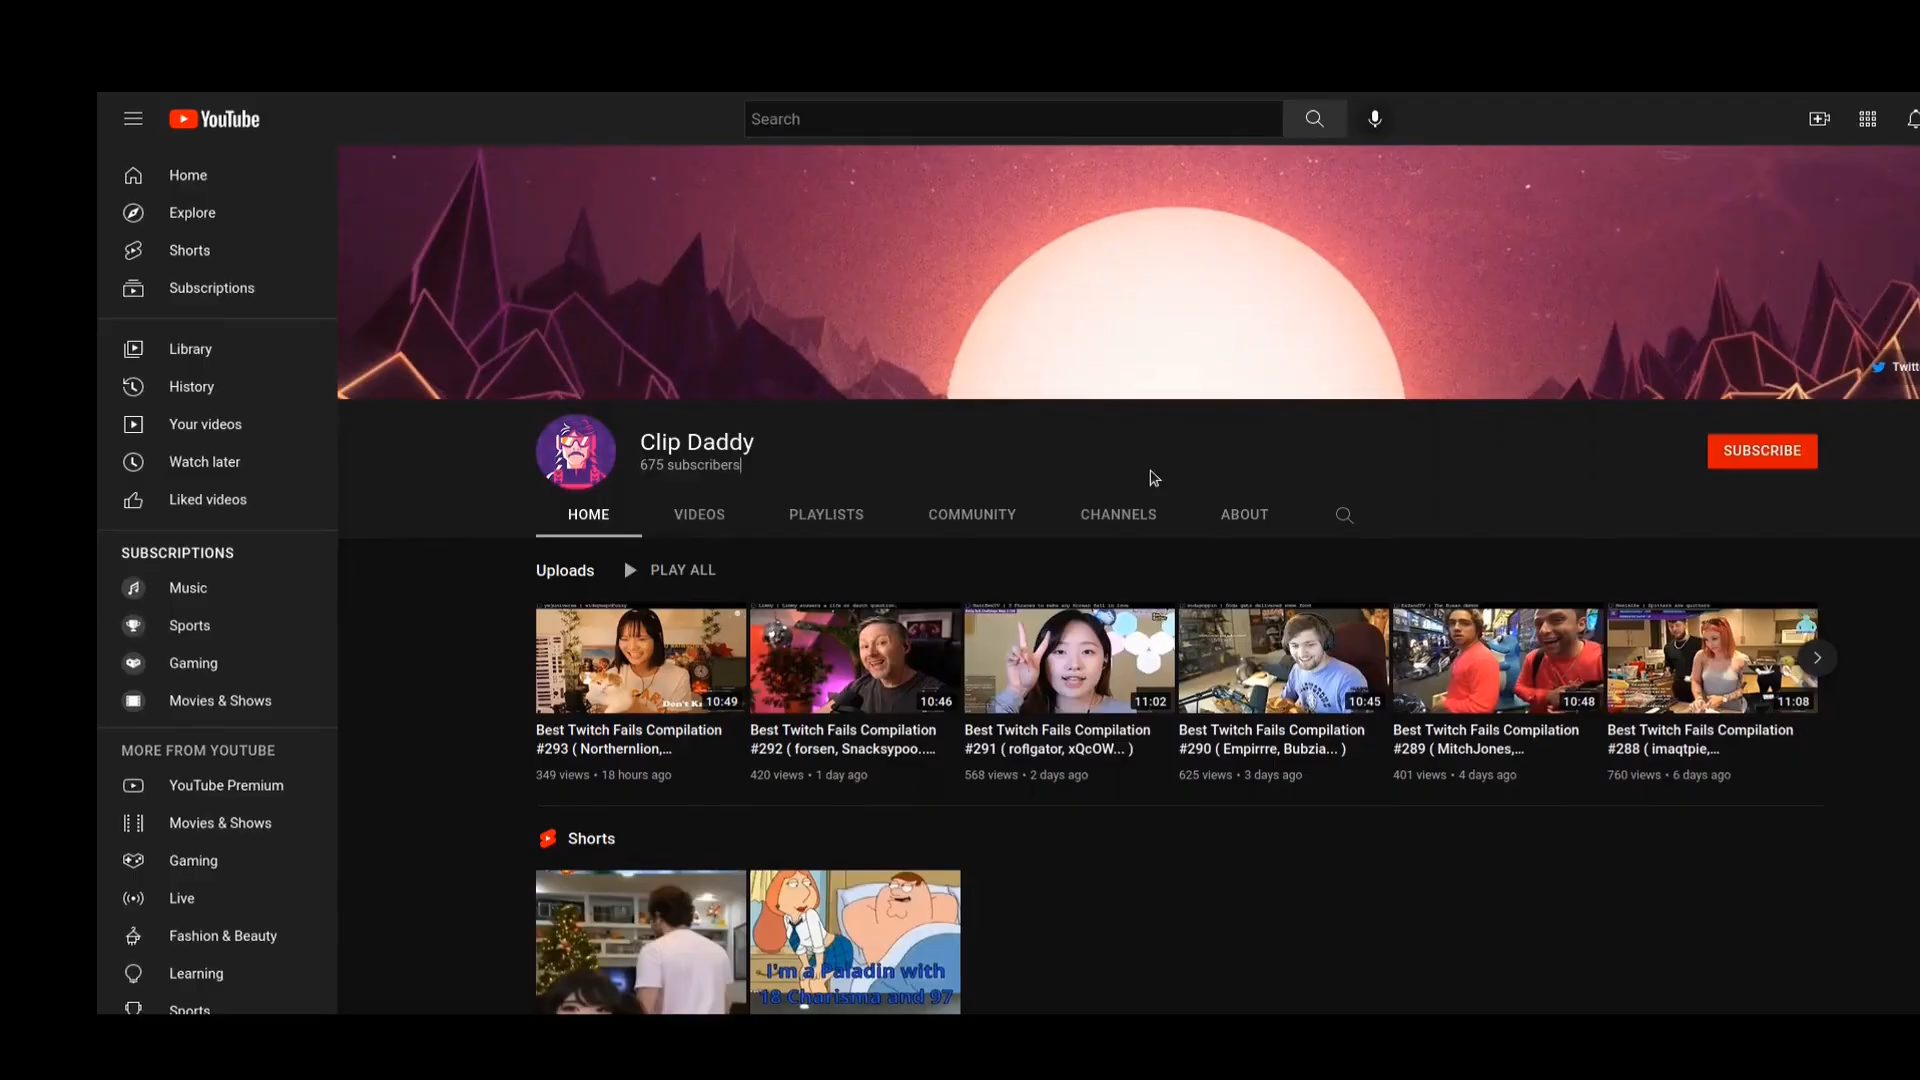 YouTube
Search
Home
Explore
Shorts
Subscriptions
Library
History
Your videos
Watch later
Liked videos
SUBSCRIPTIONS
Music
Sports
Gaming
Movies & Shows
MORE FROM YOUTUBE
YouTube Premium
Movies & Shows
Gaming
Live
Fashion & Beauty
Learning
Sports
Twitt
Clip Daddy
675 subscribers
SUBSCRIBE
HOME VIDEOS PLAYLISTS COMMUNITY CHANNELS ABOUT
Uploads PLAY ALL
10:49 10:46 11:02 10:45 10:48 11:08
Best Twitch Fails Compilation
#293 ( Northernlion,...
349 views • 18 hours ago
Best Twitch Fails Compilation
#292 ( forsen, Snacksypoo.....
420 views • 1 day ago
Best Twitch Fails Compilation
#291 ( roflgator, xQcOW... )
568 views • 2 days ago
Best Twitch Fails Compilation
#290 ( Empirrre, Bubzia... )
625 views • 3 days ago
Best Twitch Fails Compilation
#289 ( MitchJones,...
401 views • 4 days ago
Best Twitch Fails Compilation
#288 ( imaqtpie,...
760 views • 6 days ago
Shorts
I'm a Paladin with
18 Charisma and 97